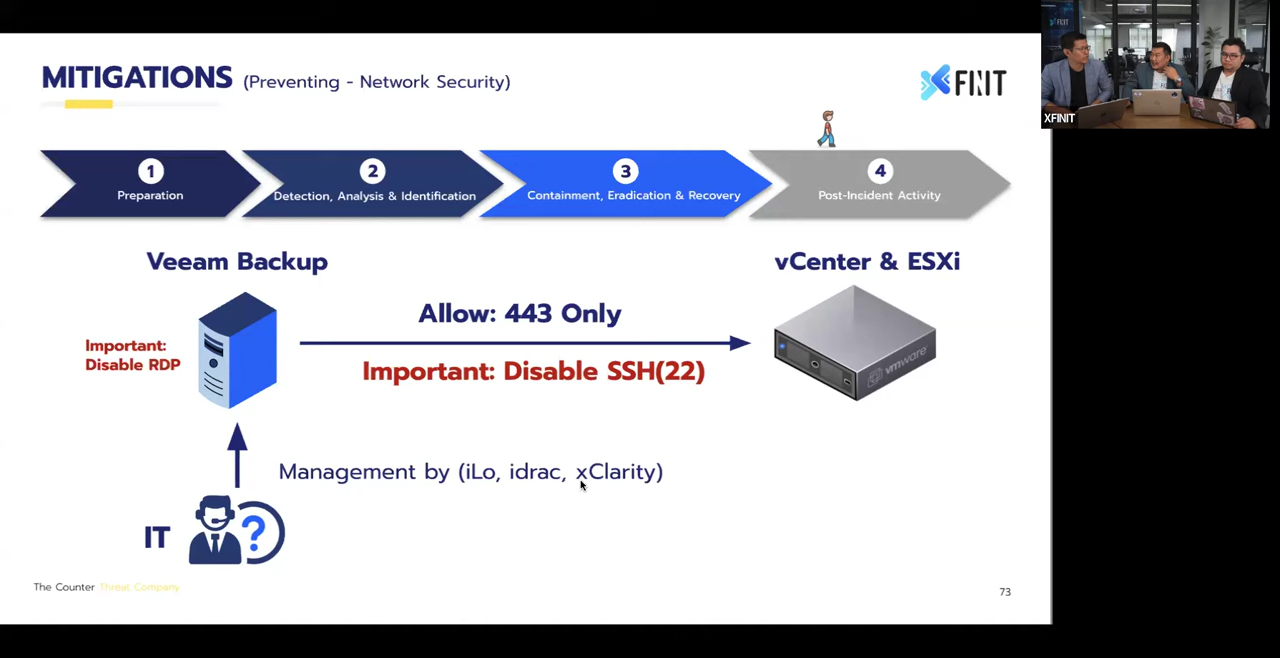 MITIGATIONS (Preventing - Network Security)
XFINIT
XFINIT
1
Preparation
2
Detection, Analysis & Identification
3
Containment, Eradication & Recovery
4
Post-Incident Activity
Veeam Backup
vCenter & ESXi
Important:
Disable RDP
Allow: 443 Only
Important: Disable SSH(22)
vmware
Management by (iLo, idrac, xClarity)
IT
?
The Counter Threat Company
73